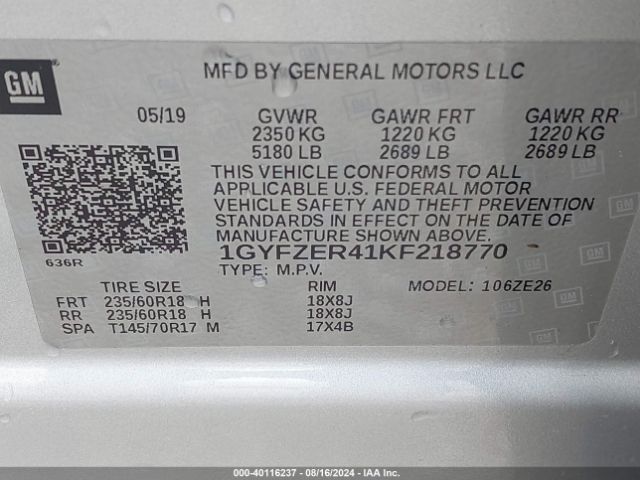 GM
MFD BY GENERAL MOTORS LLC
05/19 GVWR GAWR FRT GAWR RR
2350 KG 1220 KG 1220 KG
5180 LB 2689 LB 2689 LB
THIS VEHICLE CONFORMS TO ALL
APPLICABLE U.S. FEDERAL MOTOR
VEHICLE SAFETY AND THEFT PREVENTION
STANDARDS IN EFFECT ON THE DATE OF
MANUFACTURE SHOWN ABOVE.
636R 1GYFZER41KF218770
TYPE: M.P.V.
TIRE SIZE RIM MODEL: 106ZE26
FRT 235/60R18 H 18X8J
RR 235/60R18 H 18X8J
SPA T145/70R17 M 17X4B
000-40116237 - 08/16/2024 - IAA Inc.